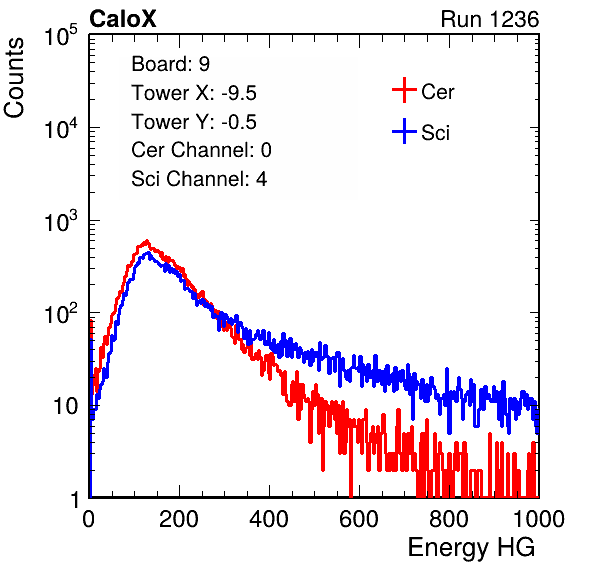 CaloX Run 1236
Counts
10^5
10^4
10^3
10^2
10
1
Board: 9
Tower X: -9.5
Tower Y: -0.5
Cer Channel: 0
Sci Channel: 4
Cer
Sci
0 200 400 600 800 1000
Energy HG